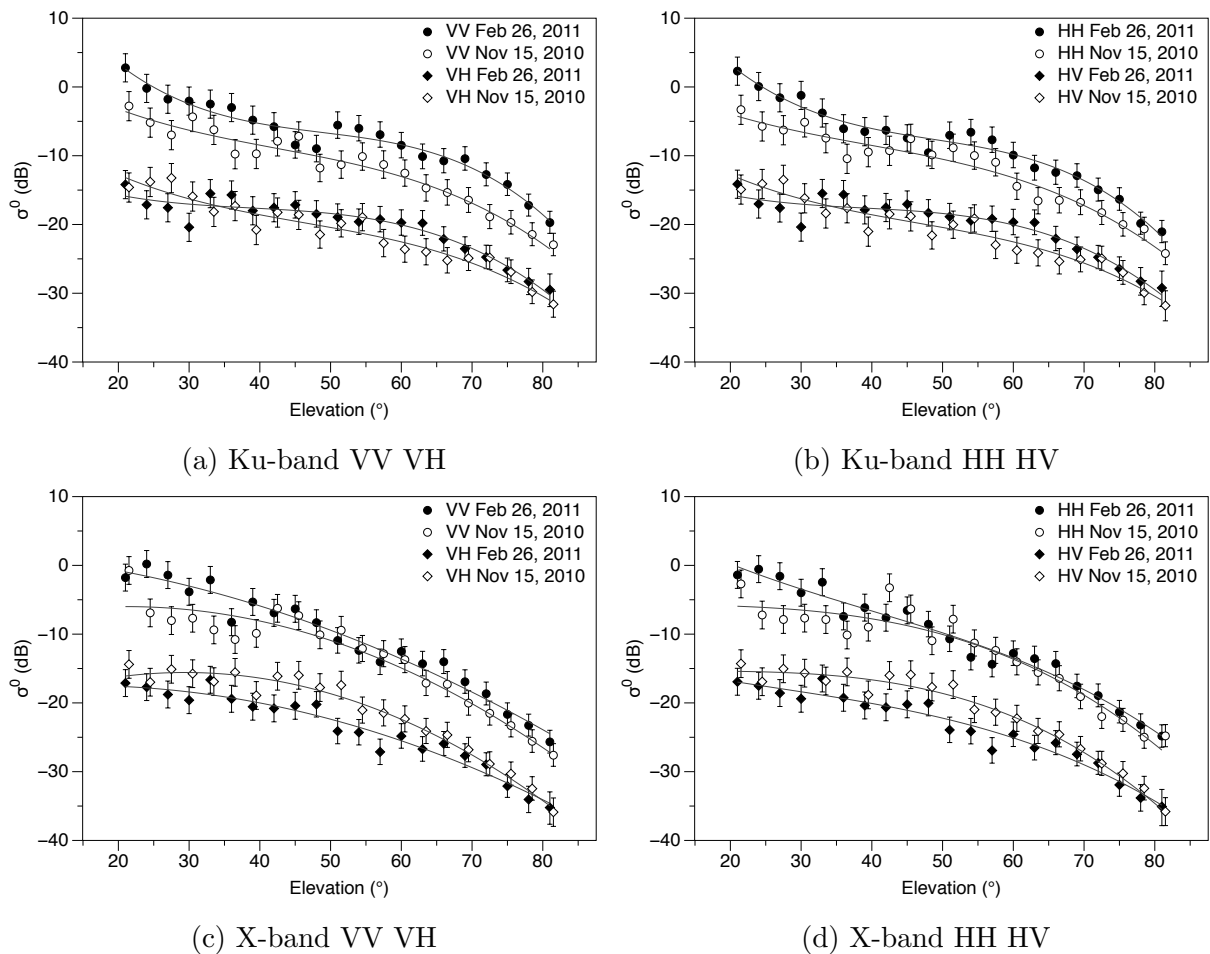 10
0
−10
−20
−30
−40
σ⁰ (dB)
VV Feb 26, 2011
VV Nov 15, 2010
VH Feb 26, 2011
VH Nov 15, 2010
20 30 40 50 60 70 80
Elevation (°)
(a) Ku-band VV VH
10
0
−10
−20
−30
−40
σ⁰ (dB)
HH Feb 26, 2011
HH Nov 15, 2010
HV Feb 26, 2011
HV Nov 15, 2010
20 30 40 50 60 70 80
Elevation (°)
(b) Ku-band HH HV
10
0
−10
−20
−30
−40
σ⁰ (dB)
VV Feb 26, 2011
VV Nov 15, 2010
VH Feb 26, 2011
VH Nov 15, 2010
20 30 40 50 60 70 80
Elevation (°)
(c) X-band VV VH
10
0
−10
−20
−30
−40
σ⁰ (dB)
HH Feb 26, 2011
HH Nov 15, 2010
HV Feb 26, 2011
HV Nov 15, 2010
20 30 40 50 60 70 80
Elevation (°)
(d) X-band HH HV